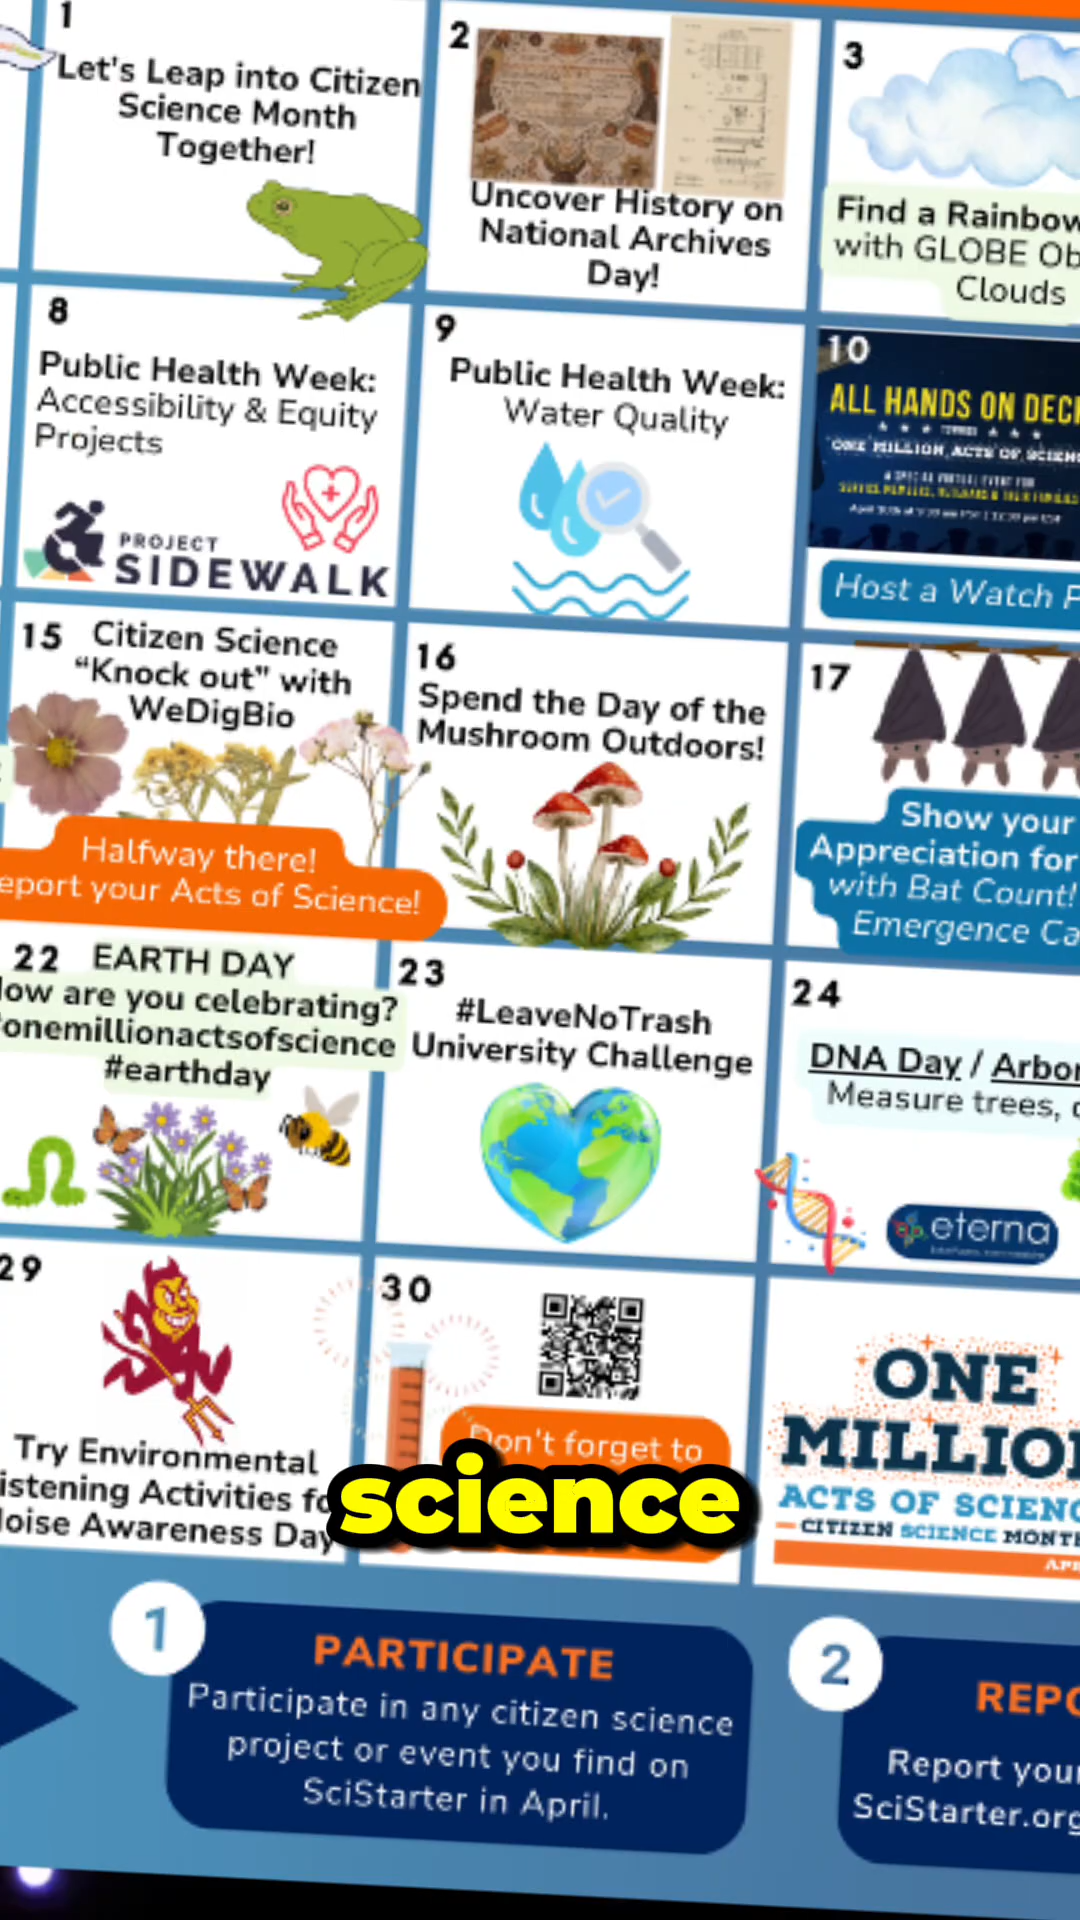 1
Let's Leap into Citizen
Science Month
Together!
2
Uncover History on
National Archives
Day!
3
Find a Rainbow
with GLOBE Ob
Clouds
8
Public Health Week:
Accessibility & Equity
Projects
PROJECT
SIDEWALK
9
Public Health Week:
Water Quality
10
ALL HANDS ON DECK
ONE MILLION ACTS OF SCIENC
Host a Watch P
15
Citizen Science
“Knock out” with
WeDigBio
Halfway there!
eport your Acts of Science!
16
Spend the Day of the
Mushroom Outdoors!
17
Show your
Appreciation for
with Bat Count!
Emergence Ca
22
EARTH DAY
How are you celebrating?
#onemillionactsofscience
#earthday
23
#LeaveNoTrash
University Challenge
24
DNA Day / Arbor
Measure trees,
eterna
29
Try Environmental
istening Activities fo
Noise Awareness Day
30
Don't forget to
science
ONE
MILLION
ACTS OF SCIENC
CITIZEN SCIENCE MONTH
APR
1
PARTICIPATE
Participate in any citizen science
project or event you find on
SciStarter in April.
2
REPO
Report your
SciStarter.org